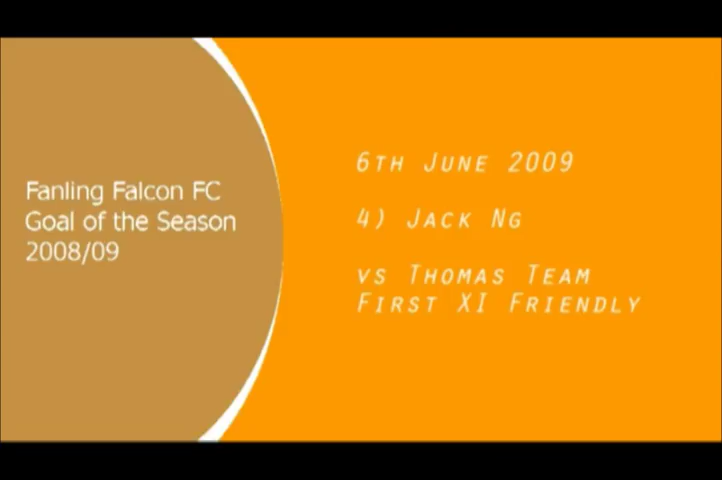 Fanling Falcon FC
Goal of the Season
2008/09
6th June 2009
4) Jack Ng
vs Thomas Team
First XI Friendly